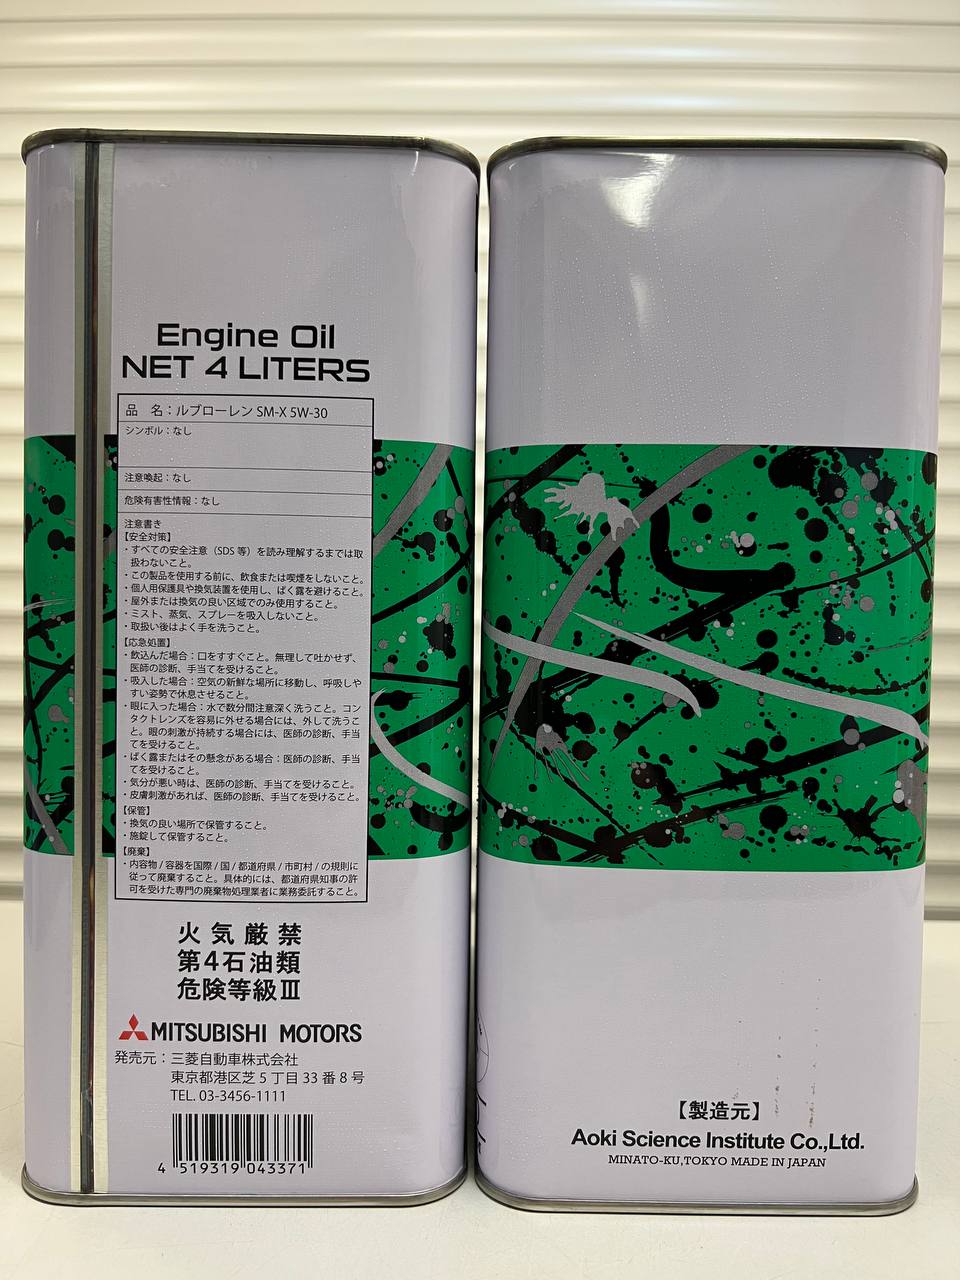 Engine Oil
NET 4 LITERS
品 名：ルブローレン SM-X 5W-30
シンボル：なし
注意喚起：なし
危険有害性情報：なし
注意書き
【安全対策】
・すべての安全注意（SDS 等）を読み理解するまでは取
扱わないこと。
・この製品を使用する前に、飲食または喫煙をしないこと。
・個人用保護具や換気装置を使用し、ばく露を避けること。
・屋外または換気の良い区域でのみ使用すること。
・ミスト、蒸気、スプレーを吸入しないこと。
・取扱い後はよく手を洗うこと。
【応急処置】
・飲込んだ場合：口をすすぐこと。無理して吐かせず、
医師の診断、手当てを受けること。
・吸入した場合：空気の新鮮な場所に移動し、呼吸しや
すい姿勢で休息させること。
・眼に入った場合：水で数分間注意深く洗うこと。コン
タクトレンズを容易に外せる場合には、外して洗うこ
と。眼の刺激が持続する場合には、医師の診断、手当
てを受けること。
・ばく露またはその懸念がある場合：医師の診断、手当
てを受けること。
・気分が悪い時は、医師の診断、手当てを受けること。
・皮膚刺激があれば、医師の診断、手当てを受けること。
【保管】
・換気の良い場所で保管すること。
・施錠して保管すること。
【廃棄】
・内容物 / 容器を国際 / 国 / 都道府県 / 市町村 / の規則に
従って廃棄すること。具体的には、都道府県知事の許
可を受けた専門の廃棄物処理業者に業務委託すること。
火気厳禁
第4石油類
危険等級Ⅲ
MITSUBISHI MOTORS
発売元：三菱自動車株式会社
東京都港区芝 5 丁目 33 番 8 号
TEL. 03-3456-1111
4 519319 043371
【製造元】
Aoki Science Institute Co.,Ltd.
MINATO-KU,TOKYO MADE IN JAPAN